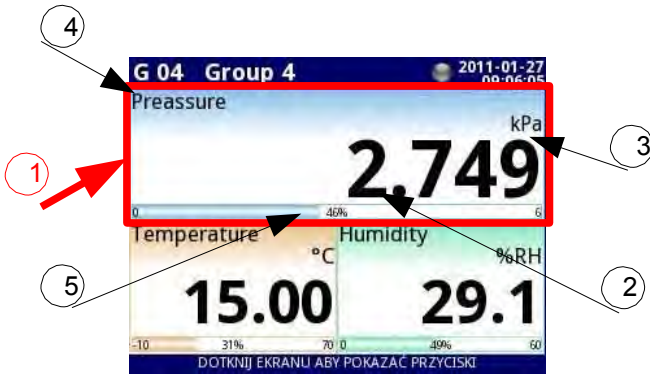 4
G 04 Group 4 2011-01-27
09:06:05
Preassure
kPa
3
1
2.749
0 46% 6
Temperature Humidity
°C %RH
5
2
15.00 29.1
-10 31% 70 0 49% 60
DOTKNIJ EKRANU ABY POKAZAĆ PRZYCISKI